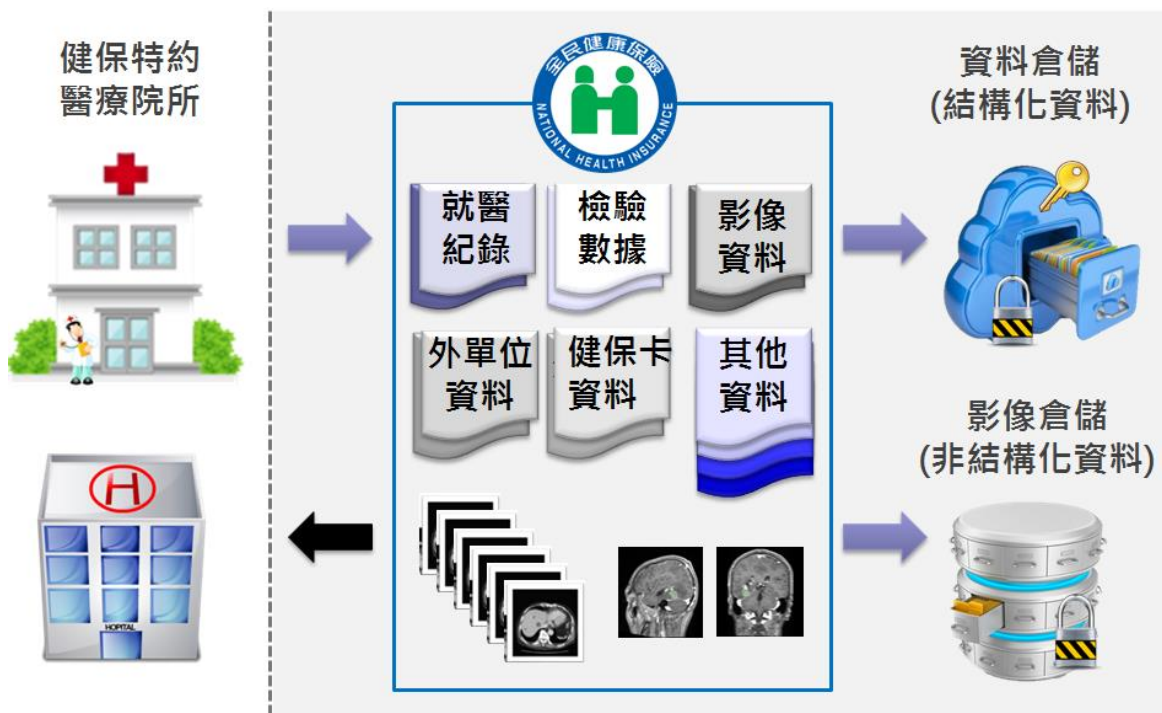 健保特約
醫療院所
H
HOPITAL
全民健康保險
NATIONAL HEALTH INSURANCE
就醫
紀錄
檢驗
數據
影像
資料
外單位
資料
健保卡
資料
其他
資料
資料倉儲
(結構化資料)
影像倉儲
(非結構化資料)